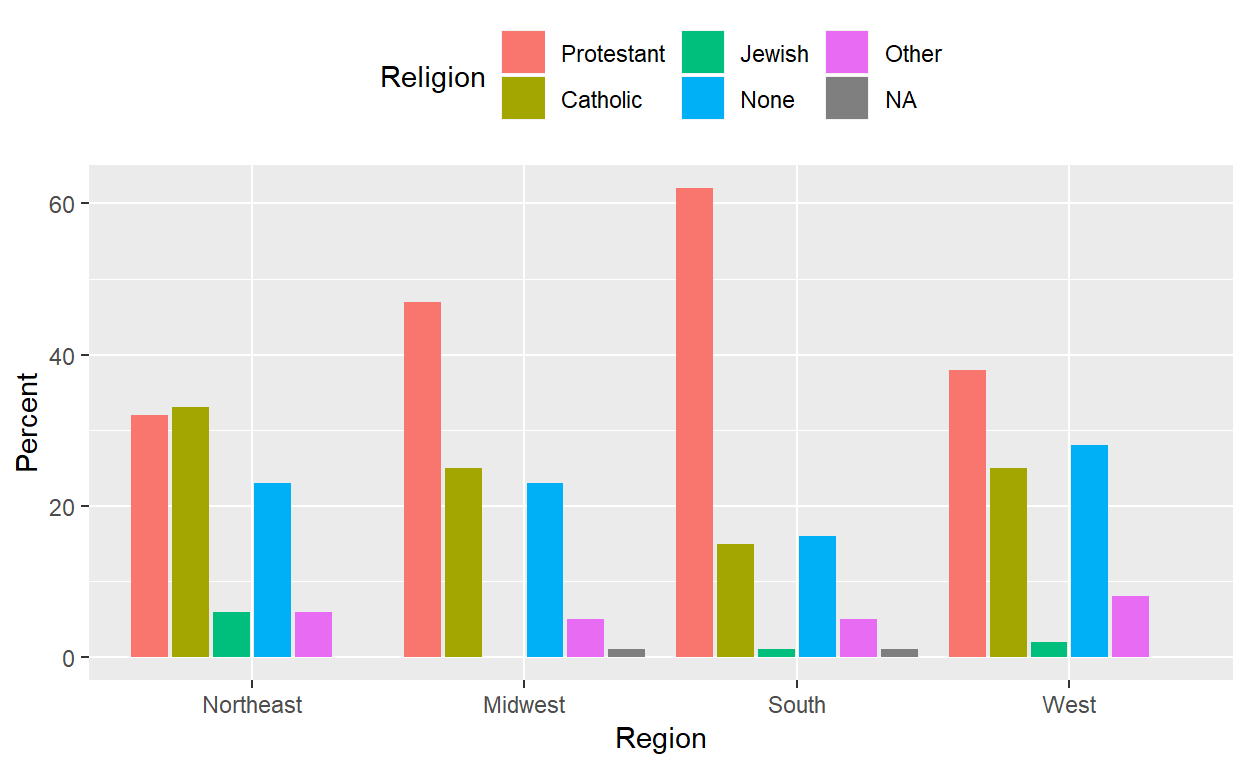 Religion
Protestant Jewish Other
Catholic None NA
60
40
20
0
Percent
Northeast Midwest South West
Region